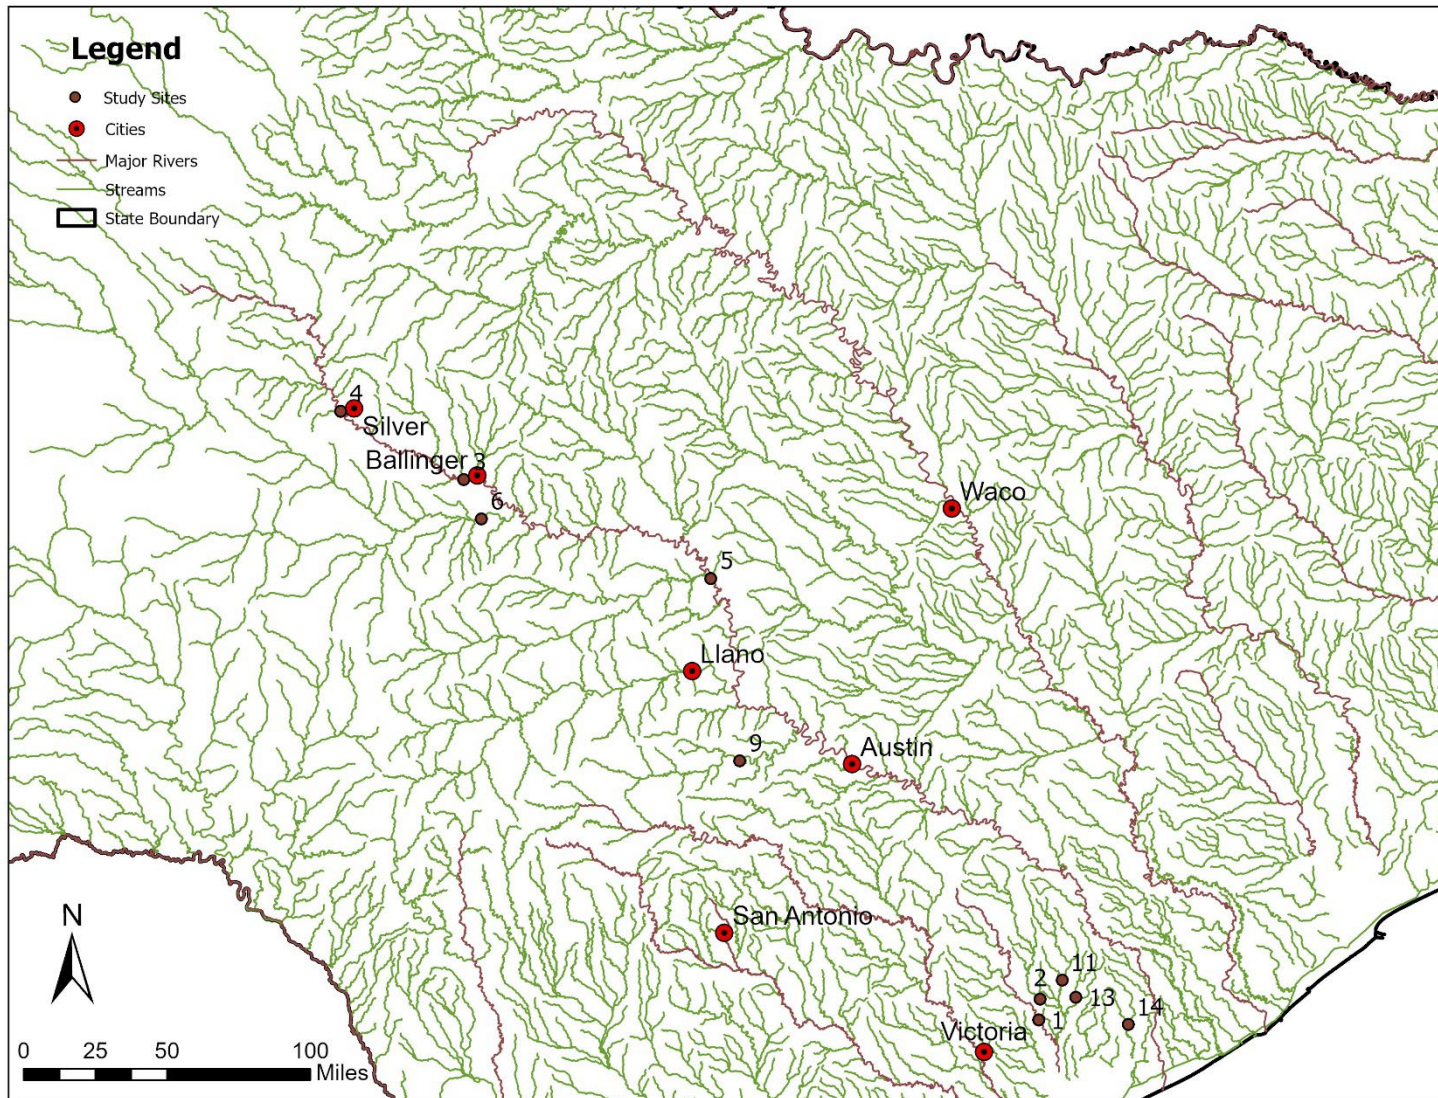 Legend
Study Sites
Cities
Major Rivers
Streams
State Boundary
4
Silver
Ballinger 3
6
Waco
5
Llano
9
Austin
San Antonio
N
11
2
13
1
14
Victoria
0 25 50 100
Miles